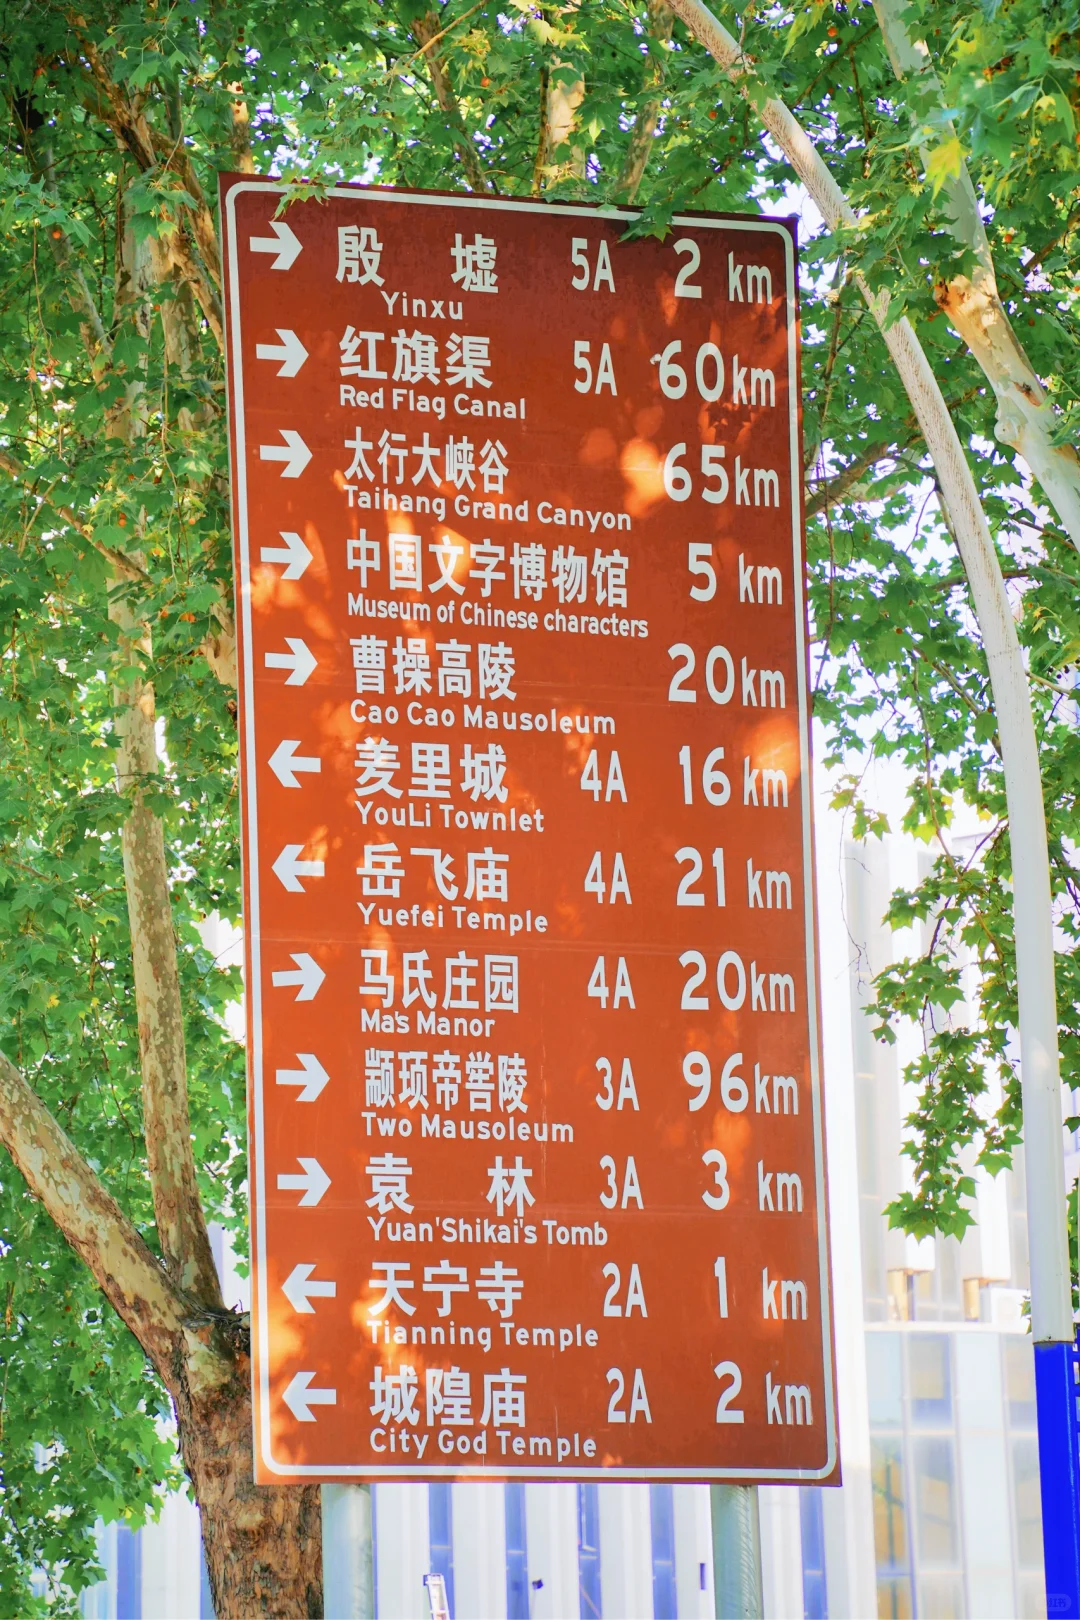 → 殷墟 5A 2 km
Yinxu
→ 红旗渠 5A 60km
Red Flag Canal
→ 太行大峡谷 65km
Taihang Grand Canyon
→ 中国文字博物馆 5 km
Museum of Chinese characters
→ 曹操高陵 20km
Cao Cao Mausoleum
← 羑里城 4A 16 km
YouLi Townlet
← 岳飞庙 4A 21 km
Yuefei Temple
→ 马氏庄园 4A 20km
Ma's Manor
→ 颛顼帝喾陵 3A 96km
Two Mausoleum
→ 袁林 3A 3 km
Yuan'Shikai's Tomb
← 天宁寺 2A 1 km
Tianning Temple
← 城隍庙 2A 2 km
City God Temple